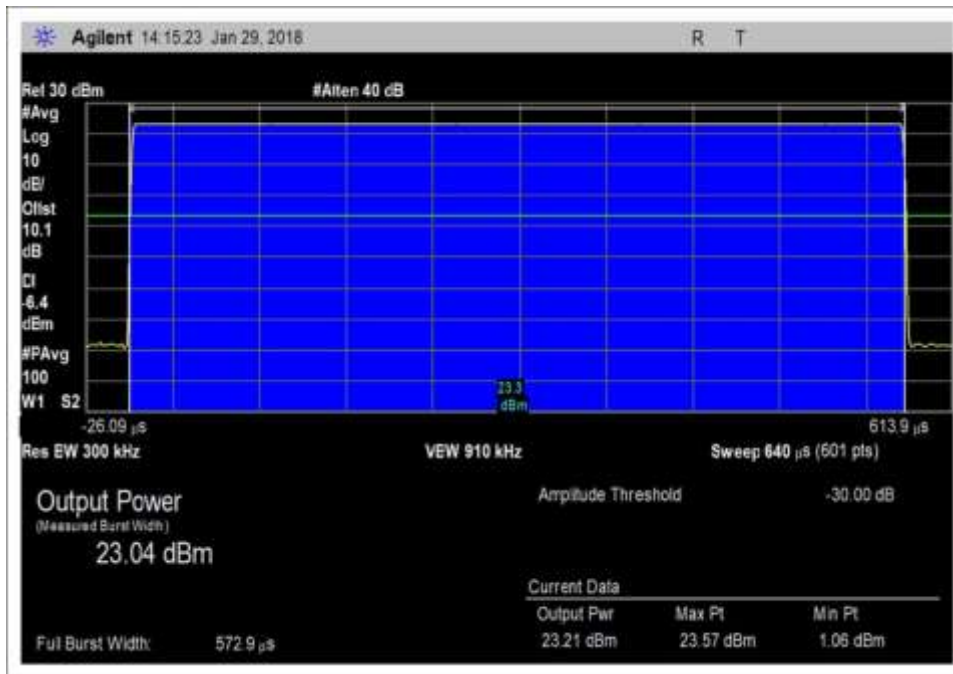 Agilent 14:15:23 Jan 29, 2018 R T
Ref 30 dBm #Atten 40 dB
#Avg
Log
10
dB/
Offst
10.1
dB
DI
-6.4
dBm
#PAvg
100
W1 S2
23.3
dBm
-26.09 µs 613.9 µs
Res BW 300 kHz VBW 910 kHz Sweep 640 µs (601 pts)
Output Power
(Measured Burst Width)
23.04 dBm
Amplitude Threshold -30.00 dB
Current Data
Output Pwr Max Pt Min Pt
23.21 dBm 23.57 dBm 1.06 dBm
Full Burst Width: 572.9 µs